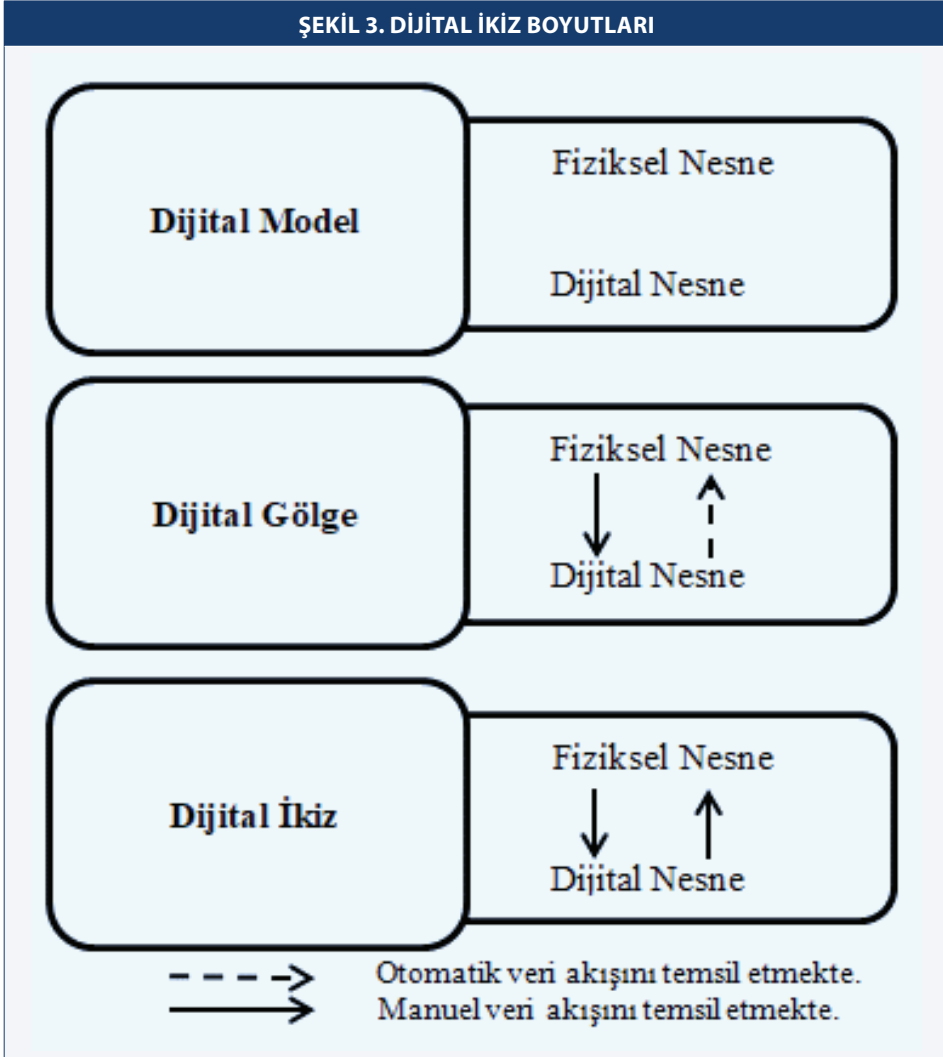 ŞEKİL 3. DİJİTAL İKİZ BOYUTLARI
Dijital Model
Fiziksel Nesne
Dijital Nesne
Dijital Gölge
Fiziksel Nesne
Dijital Nesne
Dijital İkiz
Fiziksel Nesne
Dijital Nesne
Otomatik veri akışını temsil etmekte.
Manuel veri akışını temsil etmekte.